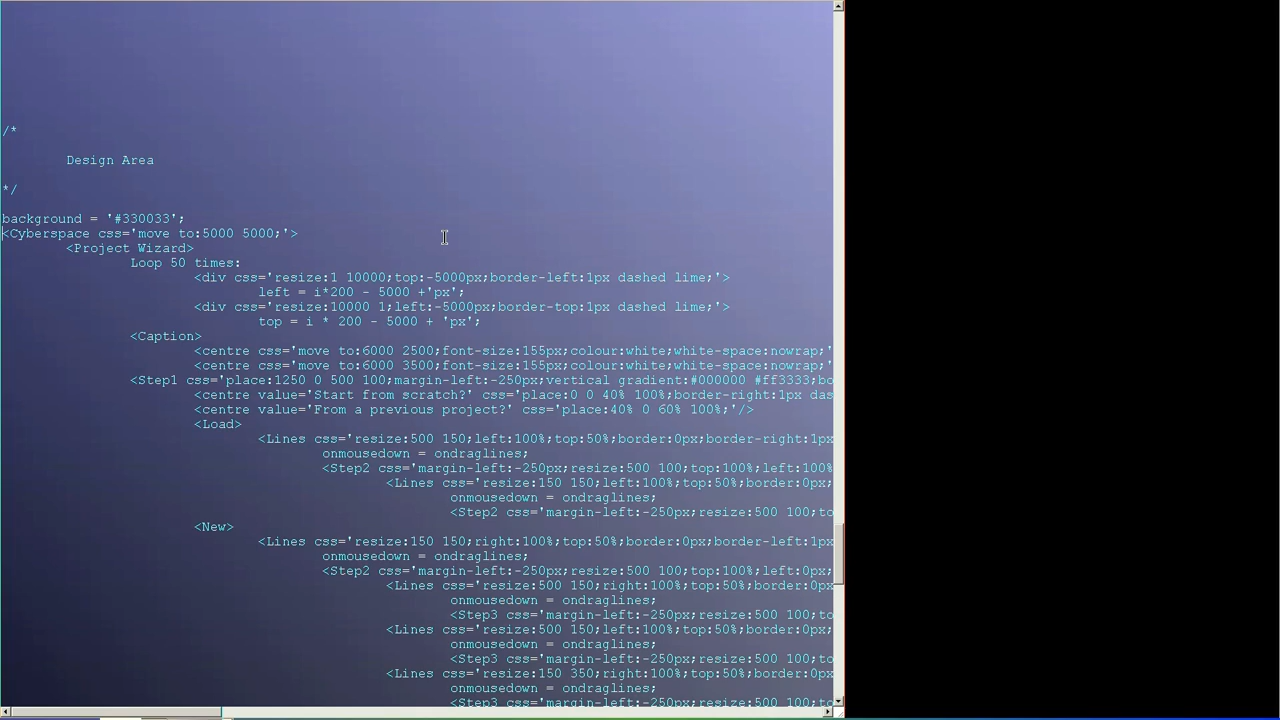 /*
Design Area
*/
background = '#330033';
<Cyberspace css='move to:5000 5000;'>
<Project Wizard>
Loop 50 times:
<div css='resize:1 10000;top:-5000px;border-left:1px dashed lime;'>
left = i*200 - 5000 +'px';
<div css='resize:10000 1;left:-5000px;border-top:1px dashed lime;'>
top = i * 200 - 5000 + 'px';
<Caption>
<centre css='move to:6000 2500;font-size:155px;colour:white;white-space:nowrap;'
<centre css='move to:6000 3500;font-size:155px;colour:white;white-space:nowrap;'
<Step1 css='place:1250 0 500 100;margin-left:-250px;vertical gradient:#000000 #ff3333;bo
<centre value='Start from scratch?' css='place:0 0 40% 100%;border-right:1px das
<centre value='From a previous project?' css='place:40% 0 60% 100%;'/>
<Load>
<Lines css='resize:500 150;left:100%;top:50%;border:0px;border-right:1px
onmousedown = ondraglines;
<Step2 css='margin-left:-250px;resize:500 100;top:100%;left:100%
<Lines css='resize:150 150;left:100%;top:50%;border:0px;
onmousedown = ondraglines;
<Step2 css='margin-left:-250px;resize:500 100;to
<New>
<Lines css='resize:150 150;right:100%;top:50%;border:0px;border-left:1px
onmousedown = ondraglines;
<Step2 css='margin-left:-250px;resize:500 100;top:100%;left:0px;
<Lines css='resize:500 150;right:100%;top:50%;border:0px
onmousedown = ondraglines;
<Step3 css='margin-left:-250px;resize:500 100;to
<Lines css='resize:500 150;left:100%;top:50%;border:0px;
onmousedown = ondraglines;
<Step3 css='margin-left:-250px;resize:500 100;to
<Lines css='resize:150 350;right:100%;top:50%;border:0px
onmousedown = ondraglines;
<Step3 css='margin-left:-250px;resize:500 100;to